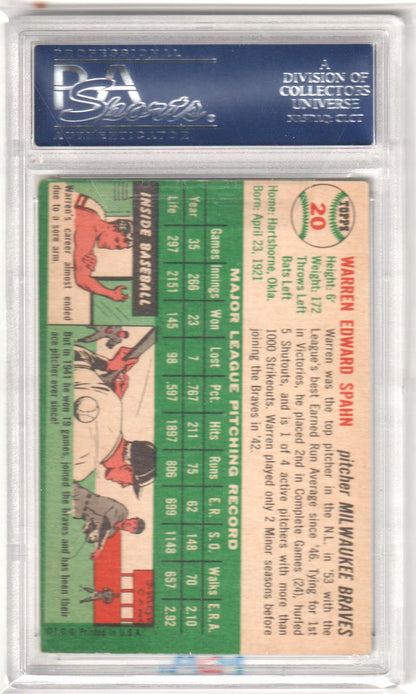 PROFESSIONAL
PSA
Sports
AUTHENTICATOR
A
DIVISION OF
COLLECTORS
UNIVERSE
NASDAQ: CLCT
TOPPS
20
WARREN EDWARD SPAHN
pitcher MILWAUKEE BRAVES
Height: 6'
Weight: 172
Throws Left
Bats Left
Home: Hartshorne, Okla.
Born: April 23, 1921
Warren was the top pitcher in the N.L. in '53 with the
League's best Earned Run Average since '46. Tying for 1st
in Victories, he placed 2nd in Complete Games (24), hurled
5 Shutouts, and is 1 of 4 active pitchers with more than
1000 Strikeouts. Warren played only 2 Minor seasons before
joining the Braves in '42.
MAJOR LEAGUE PITCHING RECORD
Games Innings Won Lost Pct. Hits Runs E.R. S.O. Walks E.R.A.
Year 35 266 23 7 .767 211 75 62 148 70 2.10
Life 297 2151 145 98 .597 1897 806 699 1148 657 2.92
INSIDE BASEBALL
Warren's career almost ended
due to a sore arm.
But in 1941 he won 19 games, joined the braves and has been their
ace pitcher ever since!
©T.C.G. Printed in U.S.A.